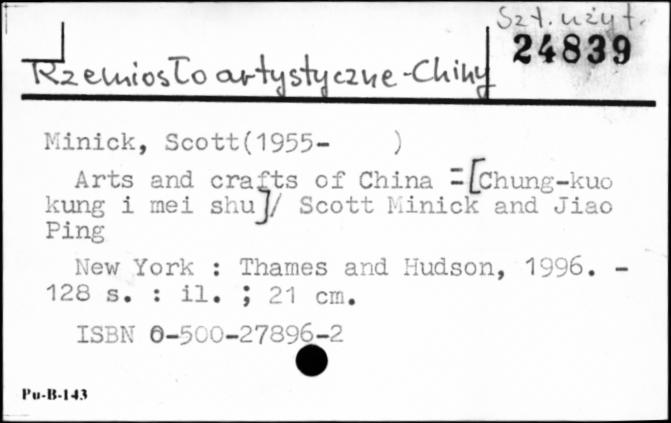 Szt. użyt.
24839
Rzemiosło artystyczne - Chiny
Minick, Scott(1955- )
Arts and crafts of China =[Chung-kuo
kung i mei shu]/ Scott Minick and Jiao
Ping
New York : Thames and Hudson, 1996. -
128 s. : il. ; 21 cm.
ISBN 0-500-27896-2
Pu-B-143